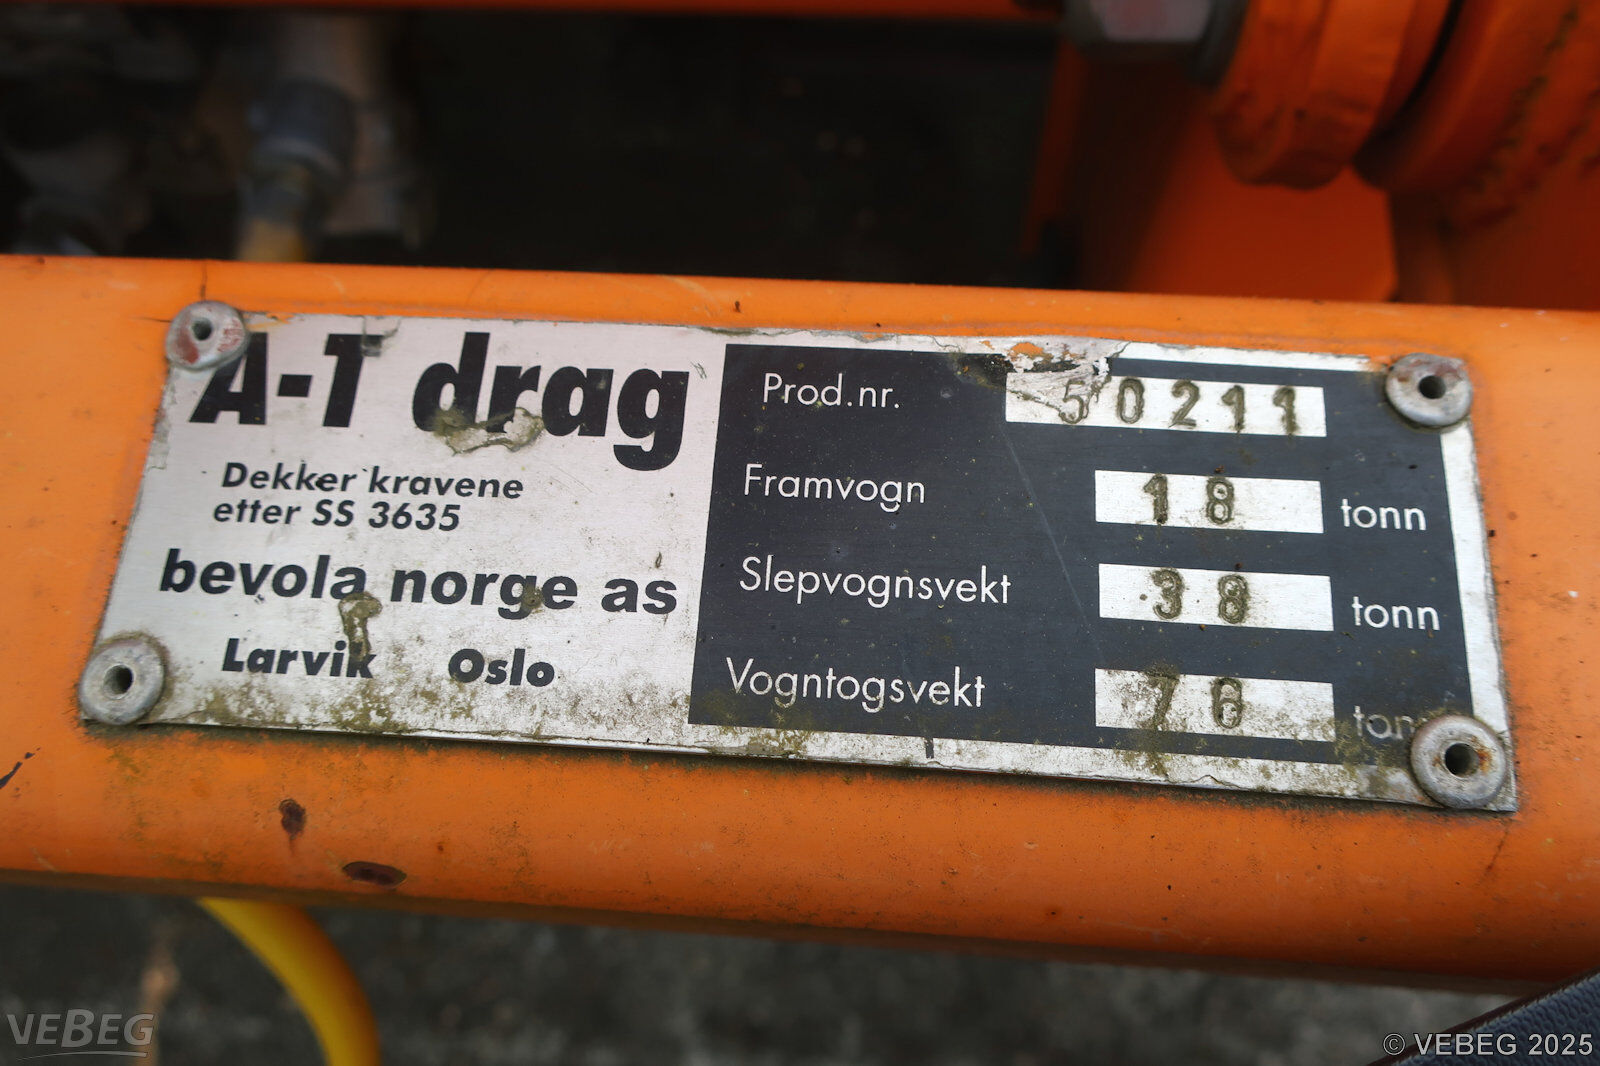 A-T drag
Dekker kravene
etter SS 3635
bevola norge as
Larvik Oslo
Prod.nr. 50211
Framvogn 18 tonn
Slepvognsvekt 38 tonn
Vogntogsvekt
VEBEG
© VEBEG 2025